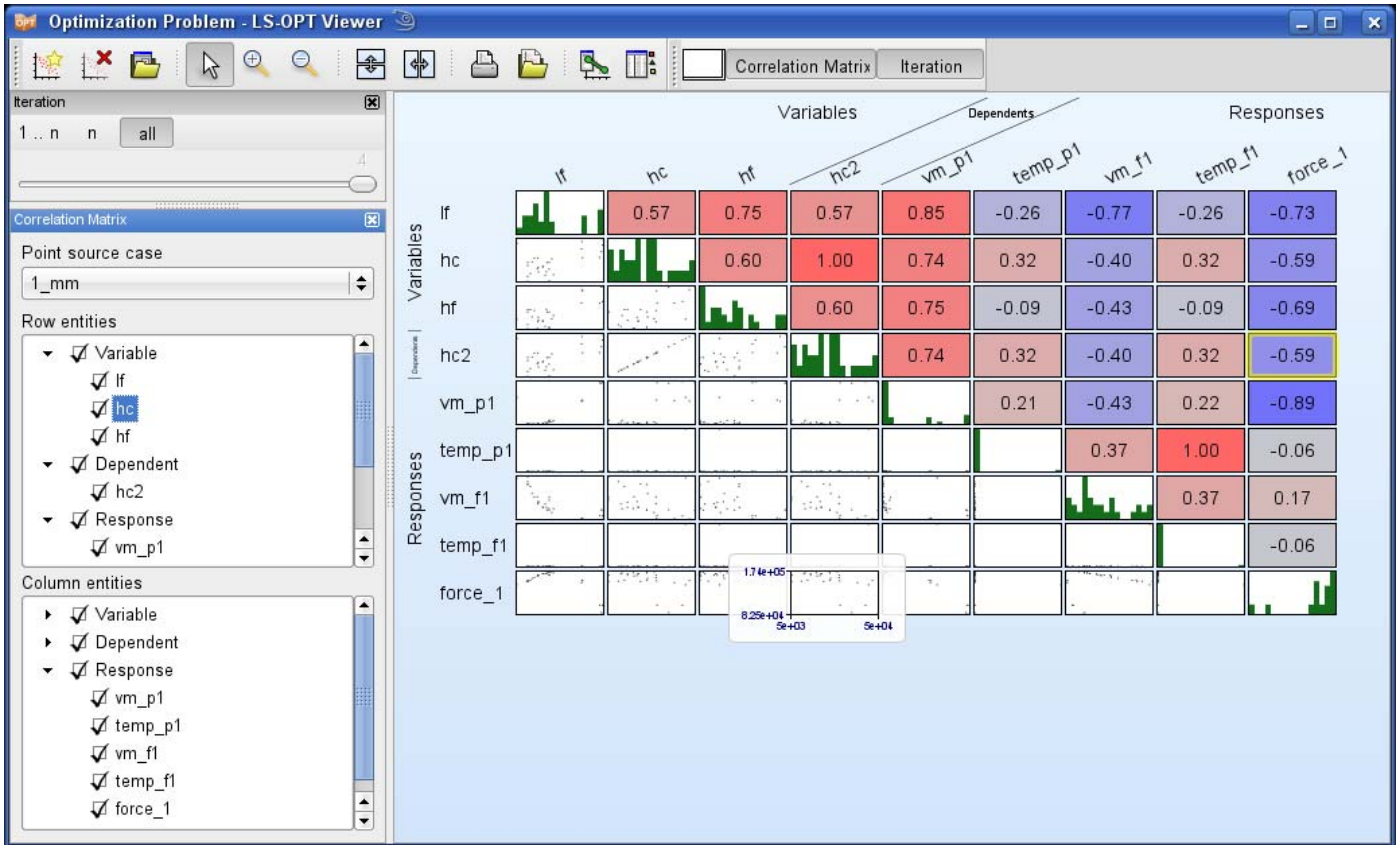 OPT Optimization Problem - LS-OPT Viewer
Correlation Matrix Iteration
Iteration
1 .. n n all
4
Correlation Matrix
Point source case
1_mm
Row entities
Variable
lf
hc
hf
Dependent
hc2
Response
vm_p1
Column entities
Variable
Dependent
Response
vm_p1
temp_p1
vm_f1
temp_f1
force_1
Variables Dependents Responses
lf hc hf hc2 vm_p1 temp_p1 vm_f1 temp_f1 force_1
Variables
Dependents
Responses
lf 0.57 0.75 0.57 0.85 -0.26 -0.77 -0.26 -0.73
hc 0.60 1.00 0.74 0.32 -0.40 0.32 -0.59
hf 0.60 0.75 -0.09 -0.43 -0.09 -0.69
hc2 0.74 0.32 -0.40 0.32 -0.59
vm_p1 0.21 -0.43 0.22 -0.89
temp_p1 0.37 1.00 -0.06
vm_f1 0.37 0.17
temp_f1 -0.06
force_1
1.74e+05
8.25e+04
5e+03 5e+04